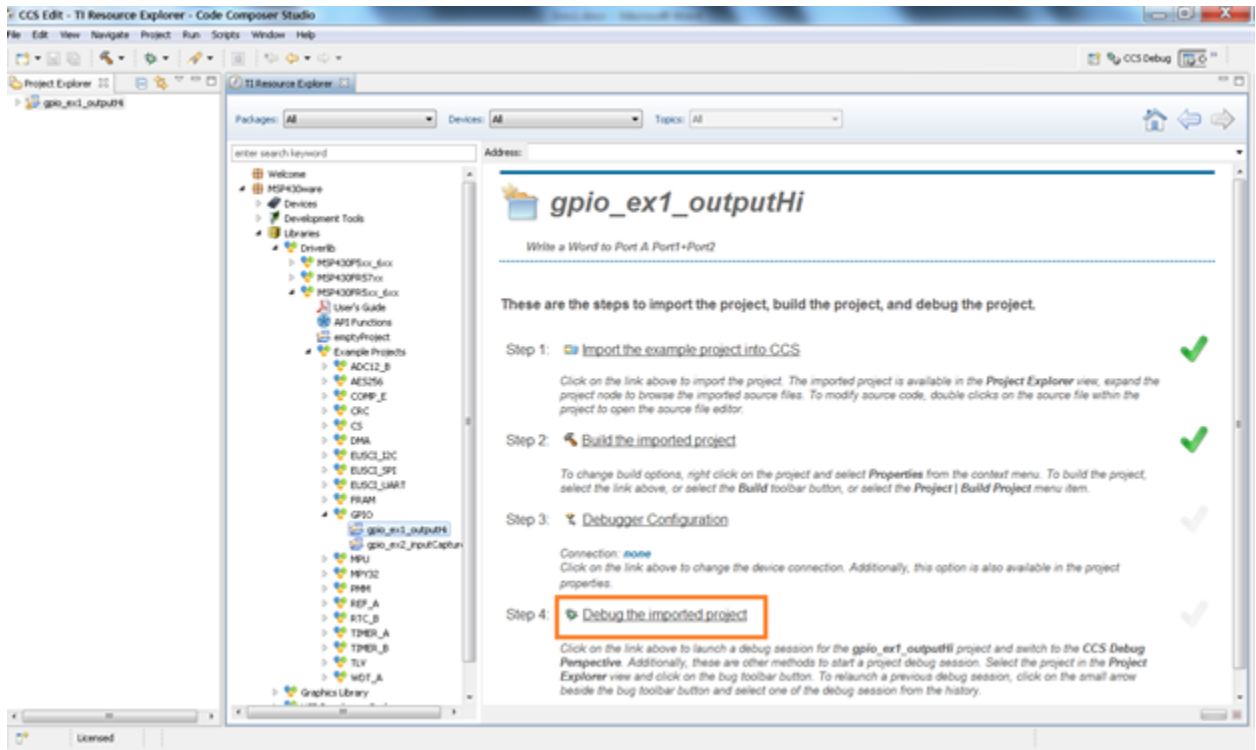 CCS Edit - TI Resource Explorer - Code Composer Studio
File Edit View Navigate Project Run Scripts Window Help
CCS Debug
Project Explorer
TI Resource Explorer
gpio_ex1_outputHi
Packages: All Devices: All Topics: All
enter search keyword
Address:
Welcome
MSP430ware
Devices
Development Tools
Libraries
Driverlib
MSP430F5xx_6xx
MSP430FR57xx
MSP430FR5xx_6xx
User's Guide
API Functions
emptyProject
Example Projects
ADC12_B
AES256
COMP_E
CRC
CS
DMA
EUSCI_I2C
EUSCI_SPI
EUSCI_UART
FRAM
GPIO
gpio_ex1_outputHi
gpio_ex2_inputCapture
MPU
MPY32
PMM
REF_A
RTC_B
TIMER_A
TIMER_B
TLV
WDT_A
Graphics Library
gpio_ex1_outputHi
Write a Word to Port A Port1+Port2
These are the steps to import the project, build the project, and debug the project.
Step 1: Import the example project into CCS
Click on the link above to import the project. The imported project is available in the Project Explorer view, expand the
project node to browse the imported source files. To modify source code, double clicks on the source file within the
project to open the source file editor.
Step 2: Build the imported project
To change build options, right click on the project and select Properties from the context menu. To build the project,
select the link above, or select the Build toolbar button, or select the Project | Build Project menu item.
Step 3: Debugger Configuration
Connection: none
Click on the link above to change the device connection. Additionally, this option is also available in the project
properties.
Step 4: Debug the imported project
Click on the link above to launch a debug session for the gpio_ex1_outputHi project and switch to the CCS Debug
Perspective. Additionally, these are other methods to start a project debug session. Select the project in the Project
Explorer view and click on the bug toolbar button. To relaunch a previous debug session, click on the small arrow
beside the bug toolbar button and select one of the debug session from the history.
Licensed